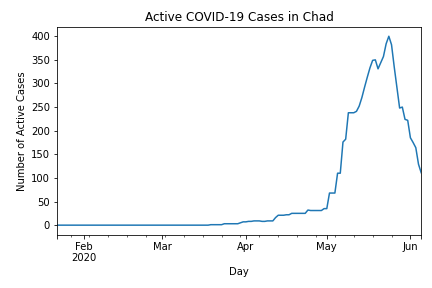 Active COVID-19 Cases in Chad
Number of Active Cases
400
350
300
250
200
150
100
50
0
Feb
2020
Mar
Apr
May
Jun
Day